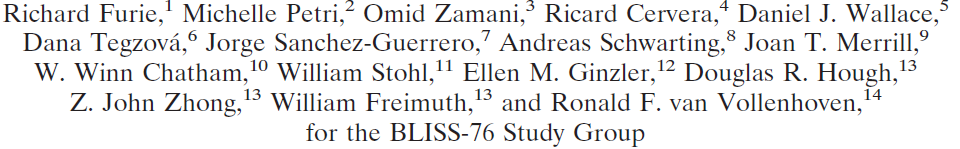 Richard Furie,¹ Michelle Petri,² Omid Zamani,³ Ricard Cervera,⁴ Daniel J. Wallace,⁵
Dana Tegzová,⁶ Jorge Sanchez-Guerrero,⁷ Andreas Schwarting,⁸ Joan T. Merrill,⁹
W. Winn Chatham,¹⁰ William Stohl,¹¹ Ellen M. Ginzler,¹² Douglas R. Hough,¹³
Z. John Zhong,¹³ William Freimuth,¹³ and Ronald F. van Vollenhoven,¹⁴
for the BLISS-76 Study Group